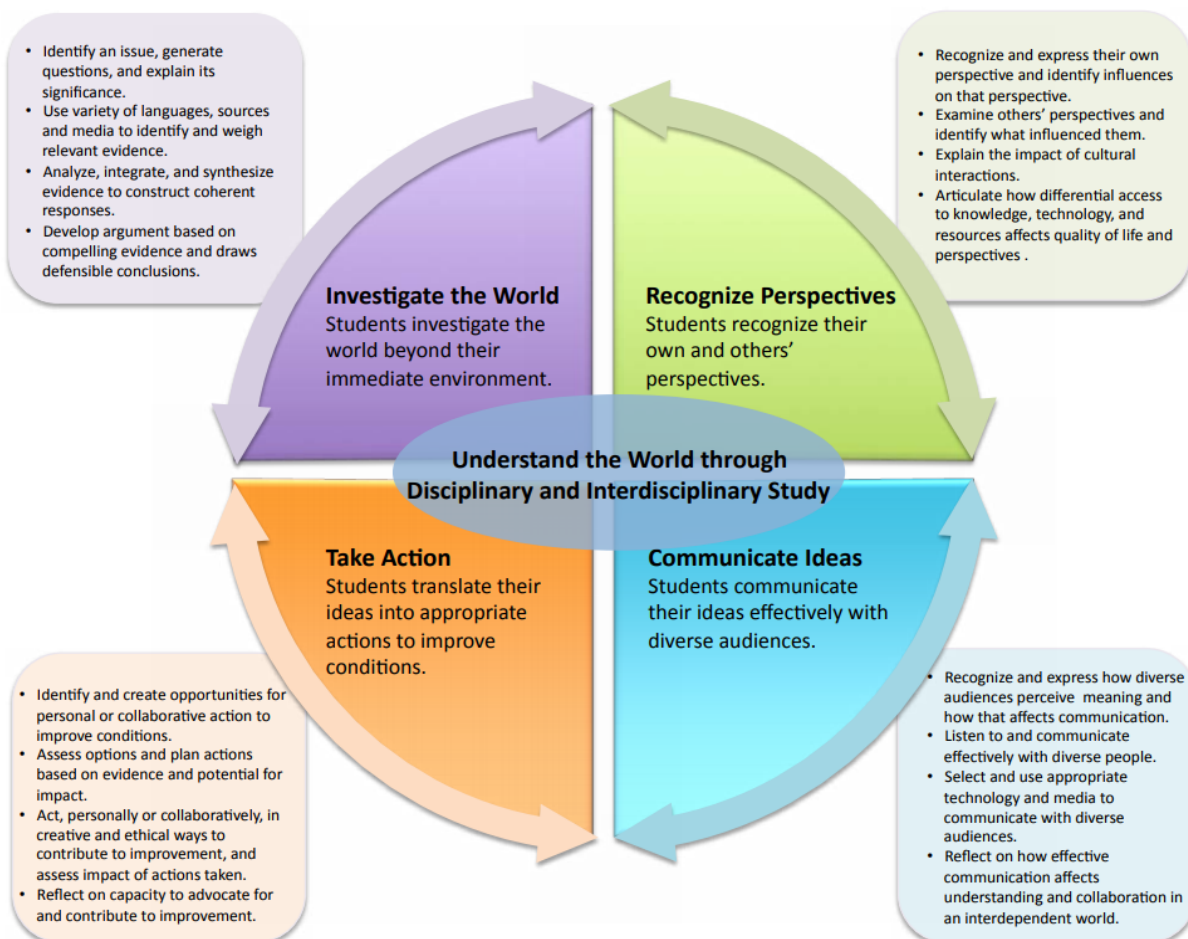 • Identify an issue, generate
questions, and explain its
significance.
• Use variety of languages, sources
and media to identify and weigh
relevant evidence.
• Analyze, integrate, and synthesize
evidence to construct coherent
responses.
• Develop argument based on
compelling evidence and draws
defensible conclusions.
• Recognize and express their own
perspective and identify influences
on that perspective.
• Examine others’ perspectives and
identify what influenced them.
• Explain the impact of cultural
interactions.
• Articulate how differential access
to knowledge, technology, and
resources affects quality of life and
perspectives .
Investigate the World
Students investigate the
world beyond their
immediate environment.
Recognize Perspectives
Students recognize their
own and others’
perspectives.
Understand the World through
Disciplinary and Interdisciplinary Study
Take Action
Students translate their
ideas into appropriate
actions to improve
conditions.
Communicate Ideas
Students communicate
their ideas effectively with
diverse audiences.
• Identify and create opportunities for
personal or collaborative action to
improve conditions.
• Assess options and plan actions
based on evidence and potential for
impact.
• Act, personally or collaboratively, in
creative and ethical ways to
contribute to improvement, and
assess impact of actions taken.
• Reflect on capacity to advocate for
and contribute to improvement.
• Recognize and express how diverse
audiences perceive meaning and
how that affects communication.
• Listen to and communicate
effectively with diverse people.
• Select and use appropriate
technology and media to
communicate with diverse
audiences.
• Reflect on how effective
communication affects
understanding and collaboration in
an interdependent world.